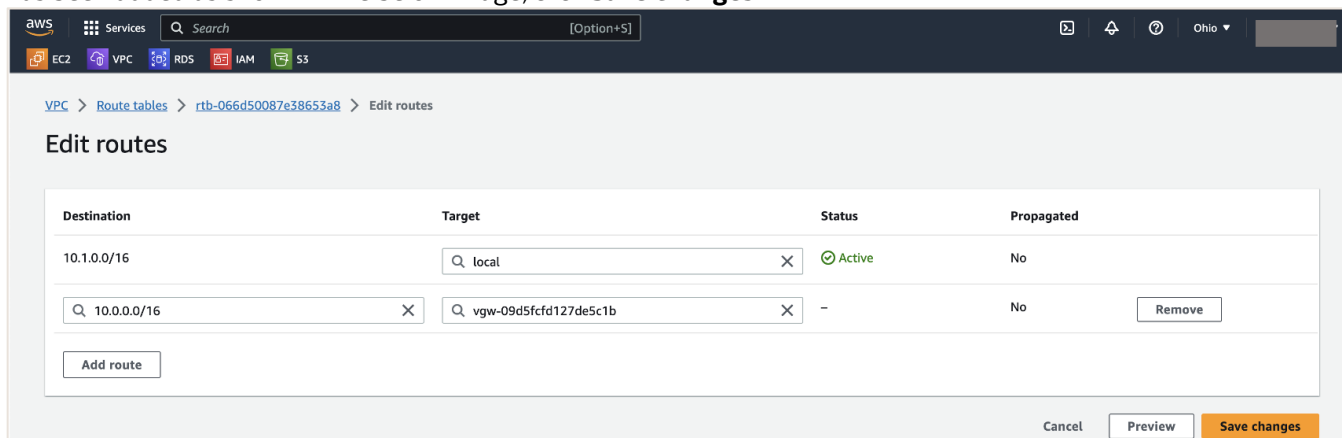 aws Services Search [Option+S] Ohio
EC2 VPC RDS IAM S3
VPC > Route tables > rtb-066d50087e38653a8 > Edit routes
Edit routes
Destination Target Status Propagated
10.1.0.0/16 local Active No
10.0.0.0/16 vgw-09d5fcfd127de5c1b – No Remove
Add route
Cancel Preview Save changes